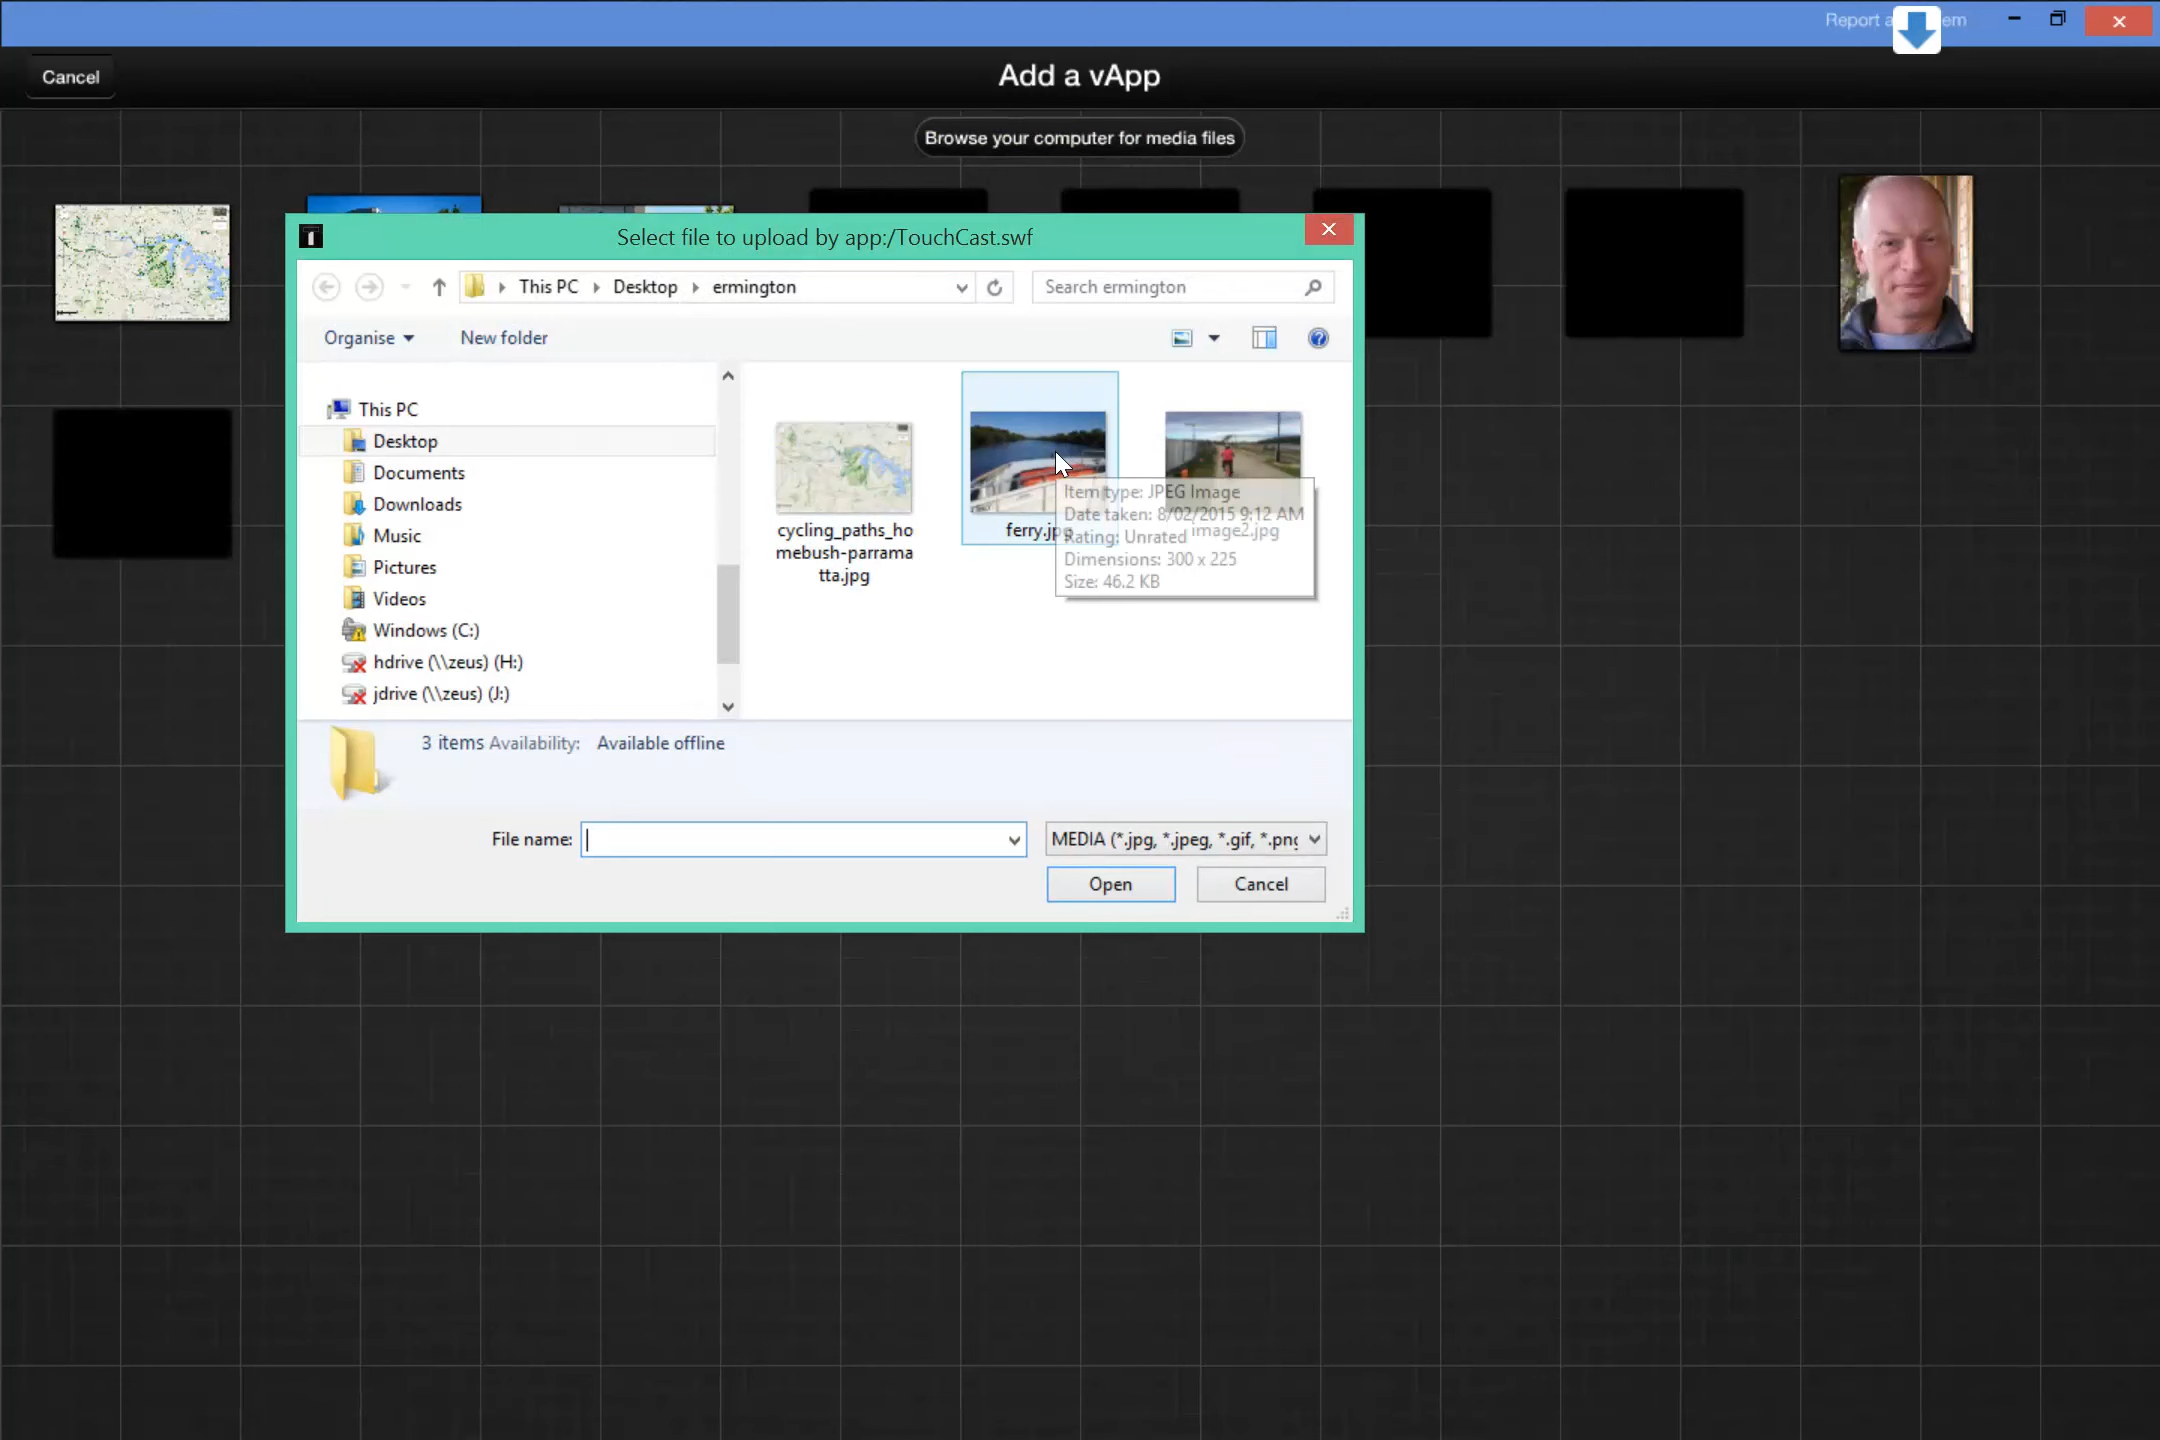 Report a em
Cancel
Add a vApp
Browse your computer for media files
Select file to upload by app:/TouchCast.swf
This PC
Desktop
ermington
Search ermington
Organise
New folder
This PC
Desktop
Documents
Downloads
Music
Pictures
Videos
Windows (C:)
hdrive (\\zeus) (H:)
jdrive (\\zeus) (J:)
cycling_paths_ho
mebush-parrama
tta.jpg
ferry.jpg
image2.jpg
Item type: JPEG Image
Date taken: 8/02/2015 9:12 AM
Rating: Unrated
Dimensions: 300 x 225
Size: 46.2 KB
3 items Availability: Available offline
File name:
MEDIA (*.jpg, *.jpeg, *.gif, *.png
Open
Cancel